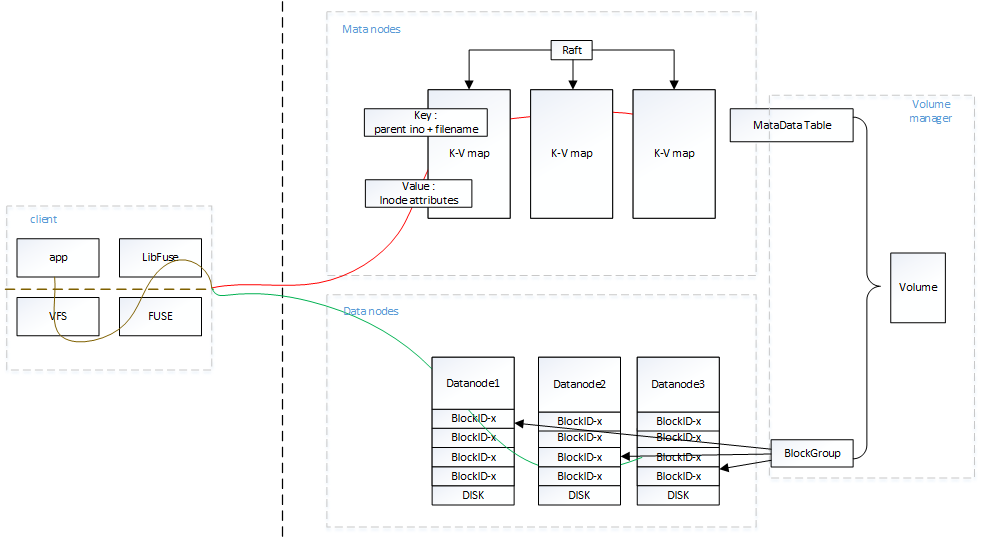 Mata nodes
Raft
Key :
parent ino + filename
K-V map
K-V map
K-V map
Value :
Inode attributes
Volume
manager
MataData Table
Volume
BlockGroup
client
app
LibFuse
VFS
FUSE
Data nodes
Datanode1
BlockID-x
BlockID-x
BlockID-x
BlockID-x
DISK
Datanode2
BlockID-x
BlockID-x
BlockID-x
BlockID-x
DISK
Datanode3
BlockID-x
BlockID-x
BlockID-x
BlockID-x
DISK